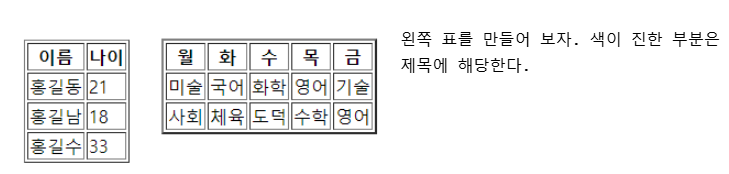 이름 나이
홍길동 21
홍길남 18
홍길수 33
월 화 수 목 금
미술 국어 화학 영어 기술
사회 체육 도덕 수학 영어
왼쪽 표를 만들어 보자. 색이 진한 부분은
제목에 해당한다.